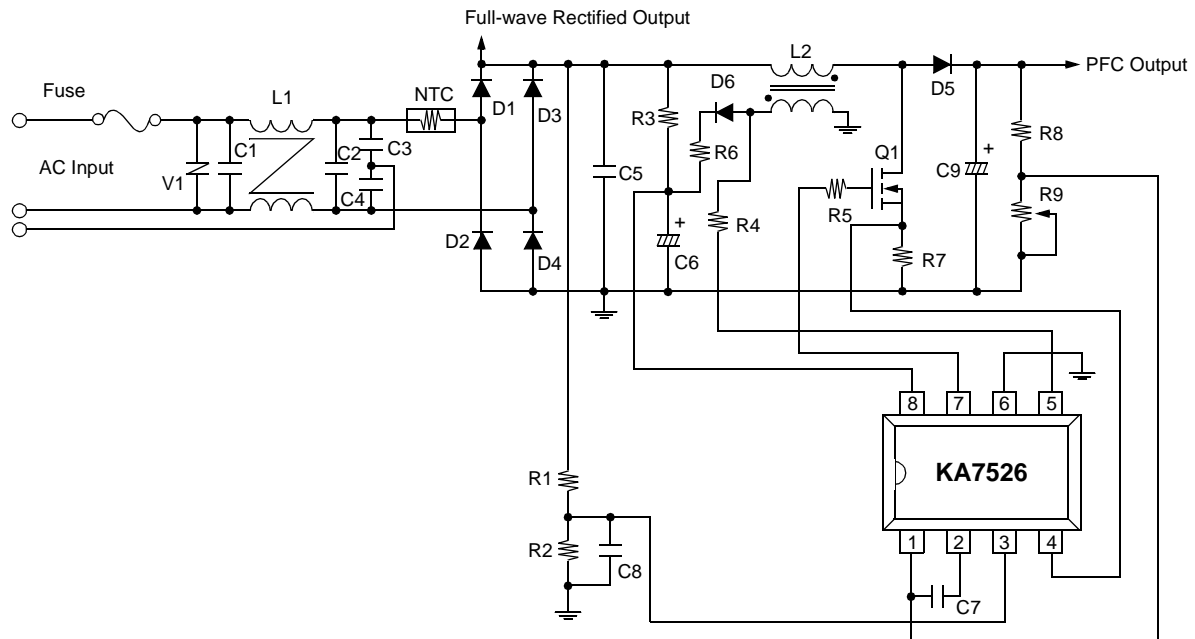 Full-wave Rectified Output
L2
PFC Output
D5
D6
Fuse
L1
NTC
D1
D3
R3
R8
C1
C2
C3
R6
Q1
C9
+
AC Input
V1
C4
C5
R5
R9
R4
D2
D4
+
C6
R7
8
7
6
5
KA7526
R1
R2
C8
1
2
3
4
C7